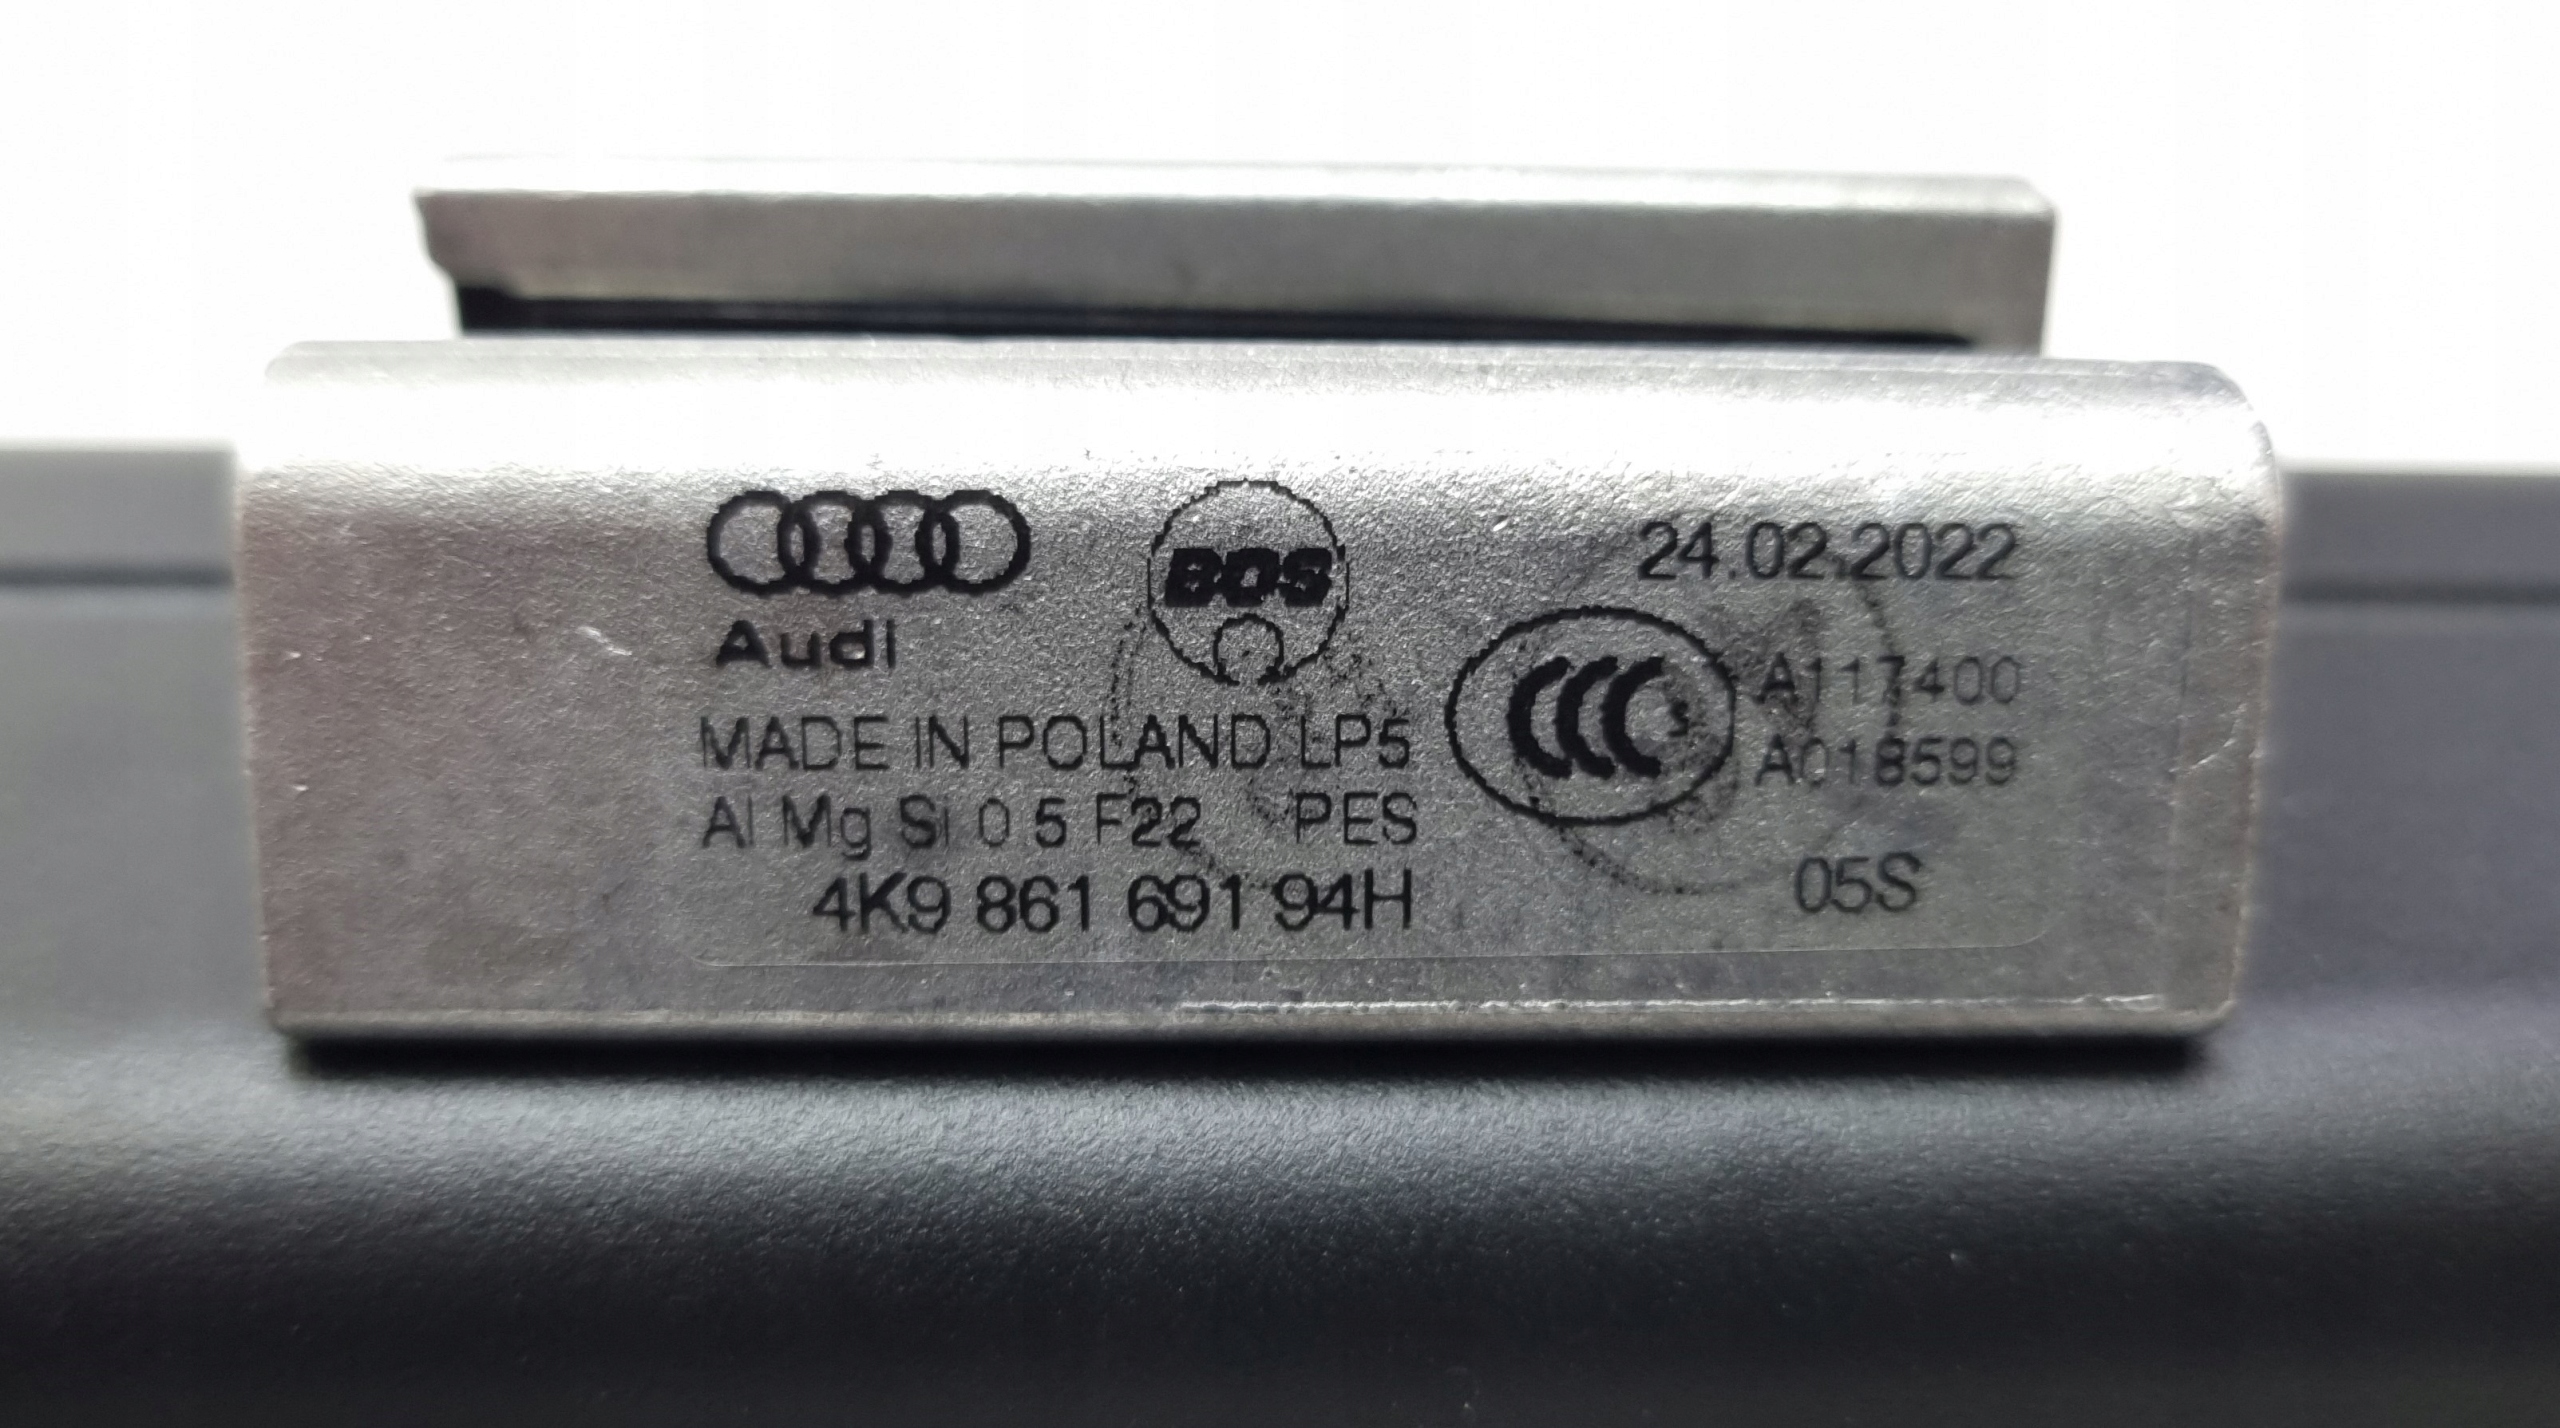 BOS
24.02.2022
Audi
CCC S
A117400
MADE IN POLAND LP5
A018599
Al Mg Si 0 5 F22 PES
4K9 861 691 94H
05S